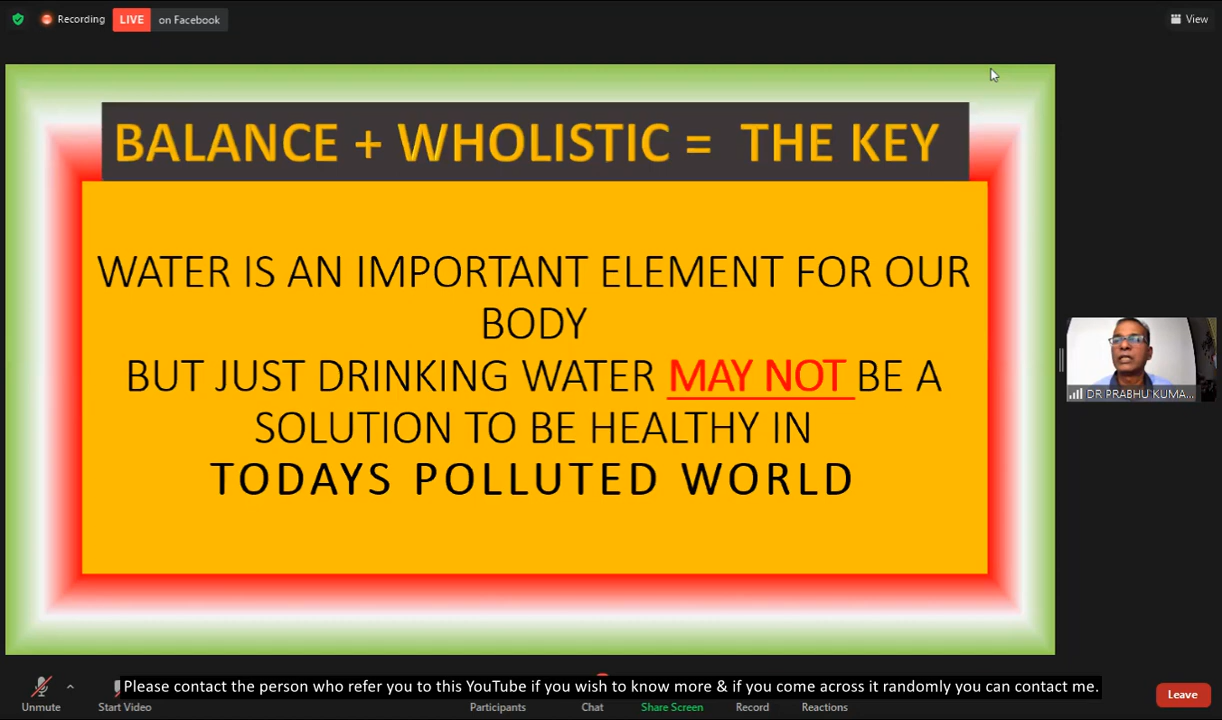 Recording LIVE on Facebook View
BALANCE + WHOLISTIC = THE KEY
WATER IS AN IMPORTANT ELEMENT FOR OUR
BODY
BUT JUST DRINKING WATER MAY NOT BE A
SOLUTION TO BE HEALTHY IN
TODAYS POLLUTED WORLD
DR PRABHU KUMA...
Please contact the person who refer you to this YouTube if you wish to know more & if you come across it randomly you can contact me.
Unmute Start Video Participants Chat Share Screen Record Reactions Leave